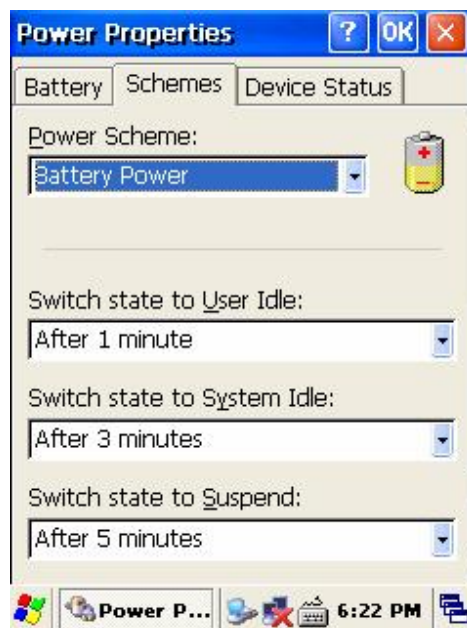 Power Properties ? OK
Battery Schemes Device Status
Power Scheme:
Battery Power
Switch state to User Idle:
After 1 minute
Switch state to System Idle:
After 3 minutes
Switch state to Suspend:
After 5 minutes
Power P... 6:22 PM